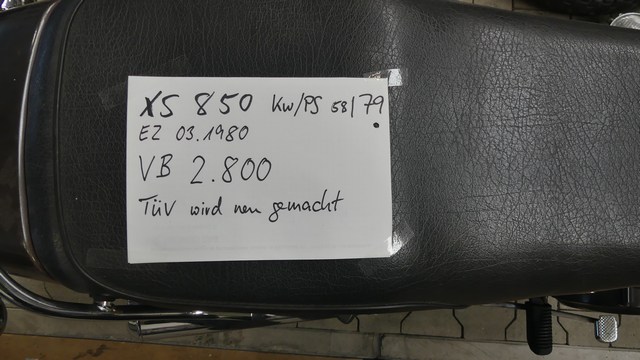 XS 850 KW/PS 58/79
EZ 03.1980
VB 2.800
TüV wird neu gemacht